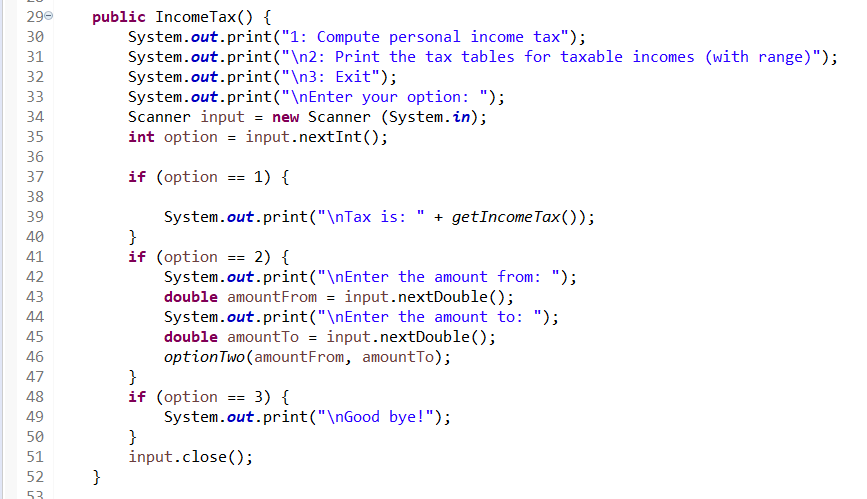 29 public IncomeTax() {
30 System.out.print("1: Compute personal income tax");
31 System.out.print("\n2: Print the tax tables for taxable incomes (with range)");
32 System.out.print("\n3: Exit");
33 System.out.print("\nEnter your option: ");
34 Scanner input = new Scanner (System.in);
35 int option = input.nextInt();
36
37 if (option == 1) {
38
39 System.out.print("\nTax is: " + getIncomeTax());
40 }
41 if (option == 2) {
42 System.out.print("\nEnter the amount from: ");
43 double amountFrom = input.nextDouble();
44 System.out.print("\nEnter the amount to: ");
45 double amountTo = input.nextDouble();
46 optionTwo(amountFrom, amountTo);
47 }
48 if (option == 3) {
49 System.out.print("\nGood bye!");
50 }
51 input.close();
52 }
53